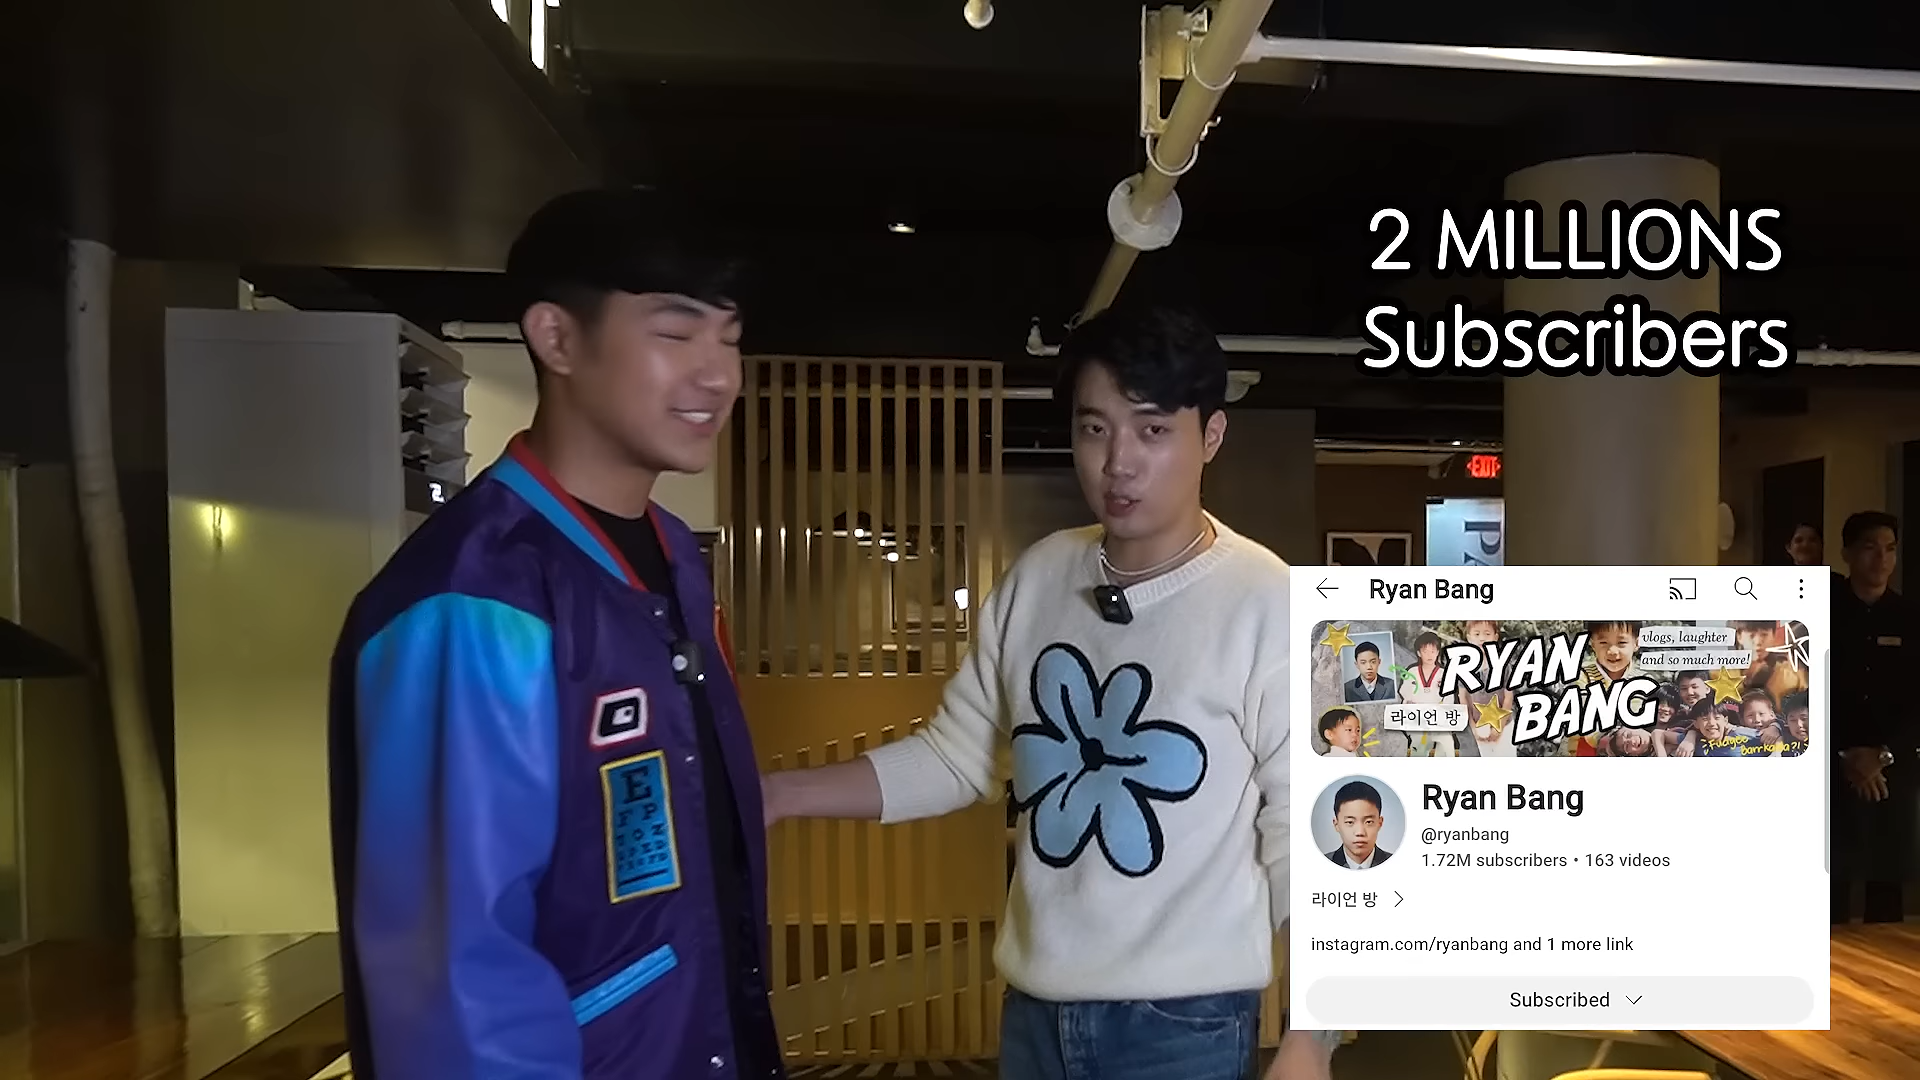 2 MILLIONS
Subscribers
EXIT
PA
D
E
F P
T O Z
Ryan Bang
RYAN
BANG
vlogs, laughter
and so much more!
라이언 방
Ryan Bang
@ryanbang
1.72M subscribers • 163 videos
라이언 방
instagram.com/ryanbang and 1 more link
Subscribed